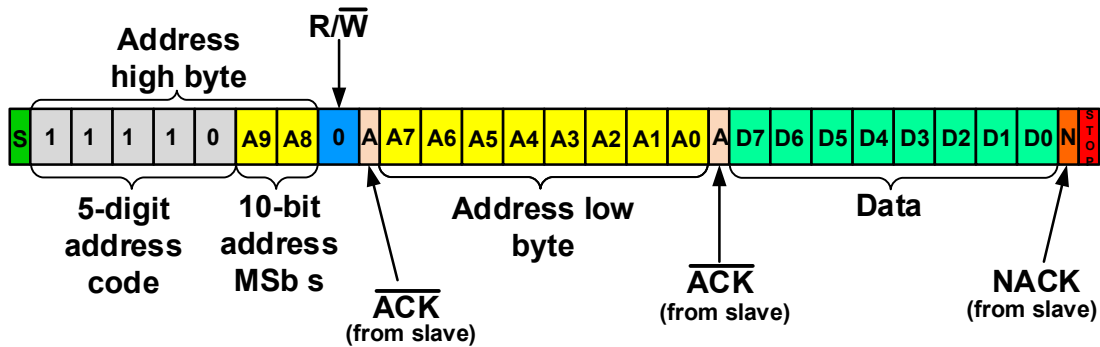 R/W̅
Address
high byte
S 1 1 1 1 0 A9 A8 0 A A7 A6 A5 A4 A3 A2 A1 A0 A D7 D6 D5 D4 D3 D2 D1 D0 N STOP
5-digit
address
code
10-bit
address
MSb s
Address low
byte
Data
A̅C̅K̅
(from slave)
A̅C̅K̅
(from slave)
NACK
(from slave)